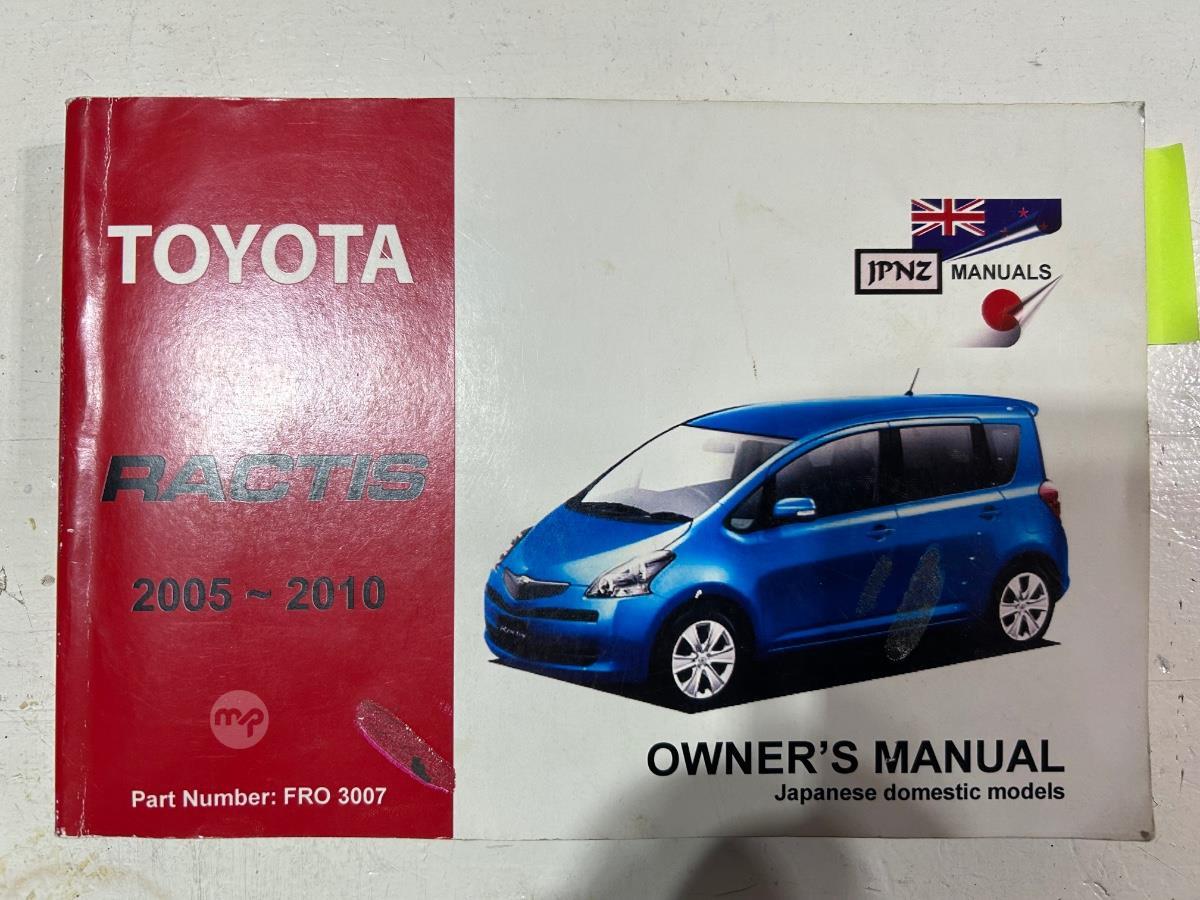 TOYOTA
RACTIS
2005 ~ 2010
mp
Part Number: FRO 3007
JPNZ MANUALS
OWNER'S MANUAL
Japanese domestic models